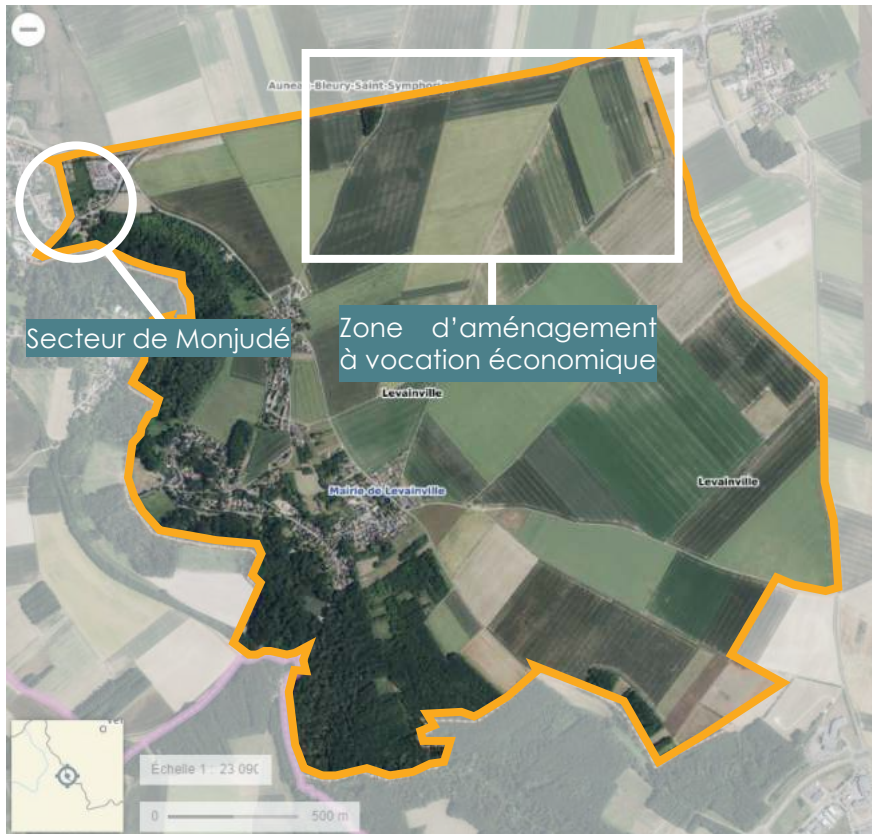 Auneau-Bleury-Saint-Symphorien
Secteur de Monjudé
Zone d'aménagement
à vocation économique
Levainville
Levainville
Mairie de Levainville
Échelle 1 : 23 090
0 500 m